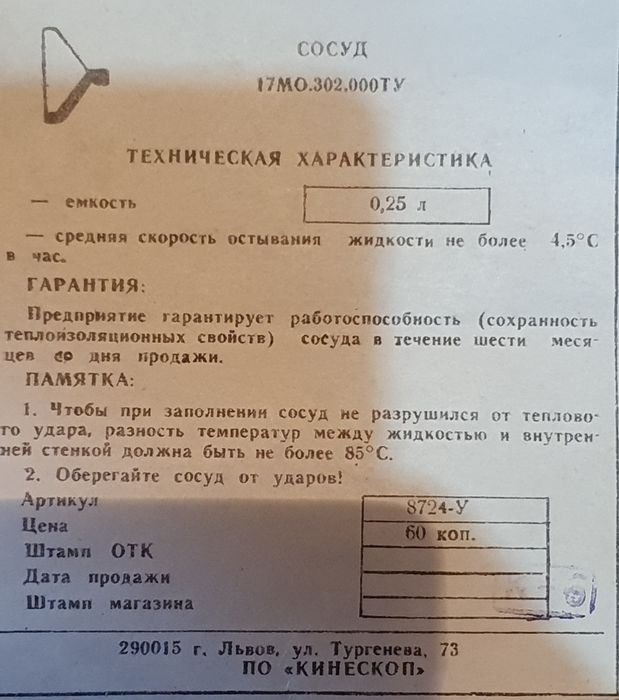 СОСУД
17МО.302.000ТУ
ТЕХНИЧЕСКАЯ ХАРАКТЕРИСТИКА
— емкость 0,25 л
— средняя скорость остывания жидкости не более 4,5°С
в час.
ГАРАНТИЯ:
Предприятие гарантирует работоспособность (сохранность
теплоизоляционных свойств) сосуда в течение шести меся-
цев со дня продажи.
ПАМЯТКА:
1. Чтобы при заполнении сосуд не разрушился от теплово-
го удара, разность температур между жидкостью и внутрен-
ней стенкой должна быть не более 85°С.
2. Оберегайте сосуд от ударов!
Артикул 8724-У
Цена 60 коп.
Штамп ОТК
Дата продажи
Штамп магазина
290015 г. Львов, ул. Тургенева, 73
ПО «КИНЕСКОП»